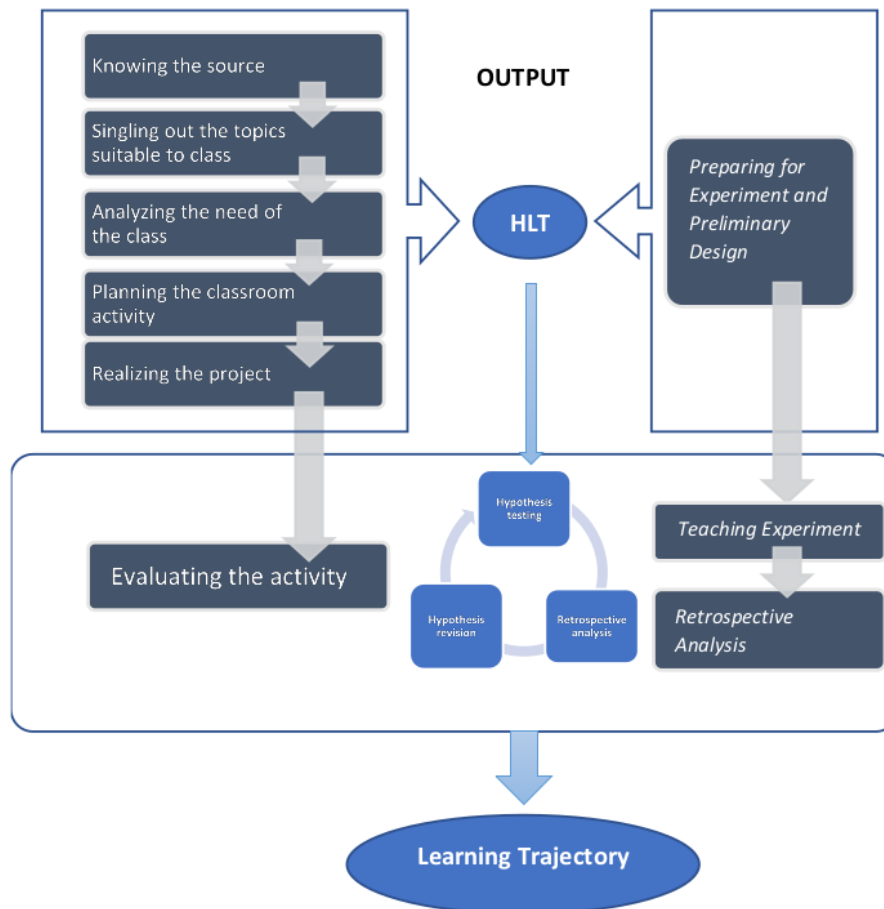 Knowing the source
Singling out the topics
suitable to class
Analyzing the need of
the class
Planning the classroom
activity
Realizing the project
OUTPUT
HLT
Preparing for
Experiment and
Preliminary
Design
Evaluating the activity
Hypothesis
testing
Hypothesis
revision
Retrospective
analysis
Teaching Experiment
Retrospective
Analysis
Learning Trajectory